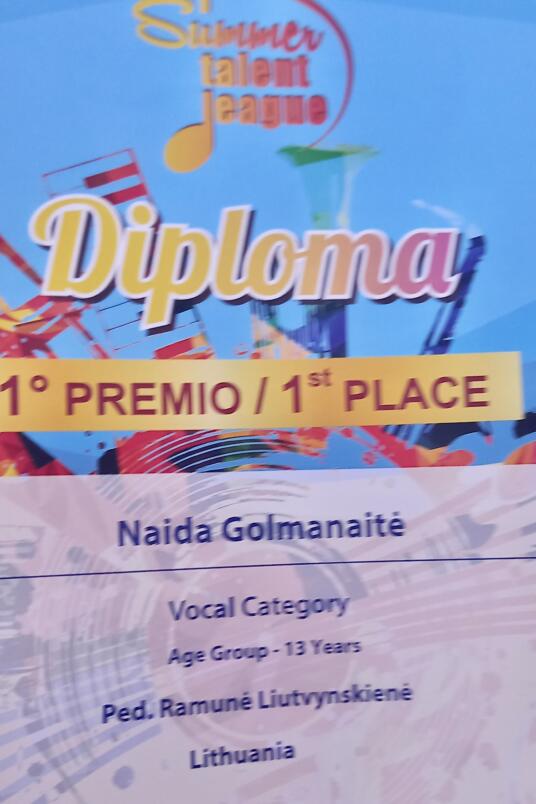 Summer
talent
league
Diploma
1° PREMIO / 1st PLACE
Naida Golmanaitė
Vocal Category
Age Group - 13 Years
Ped. Ramunė Liutvynskienė
Lithuania